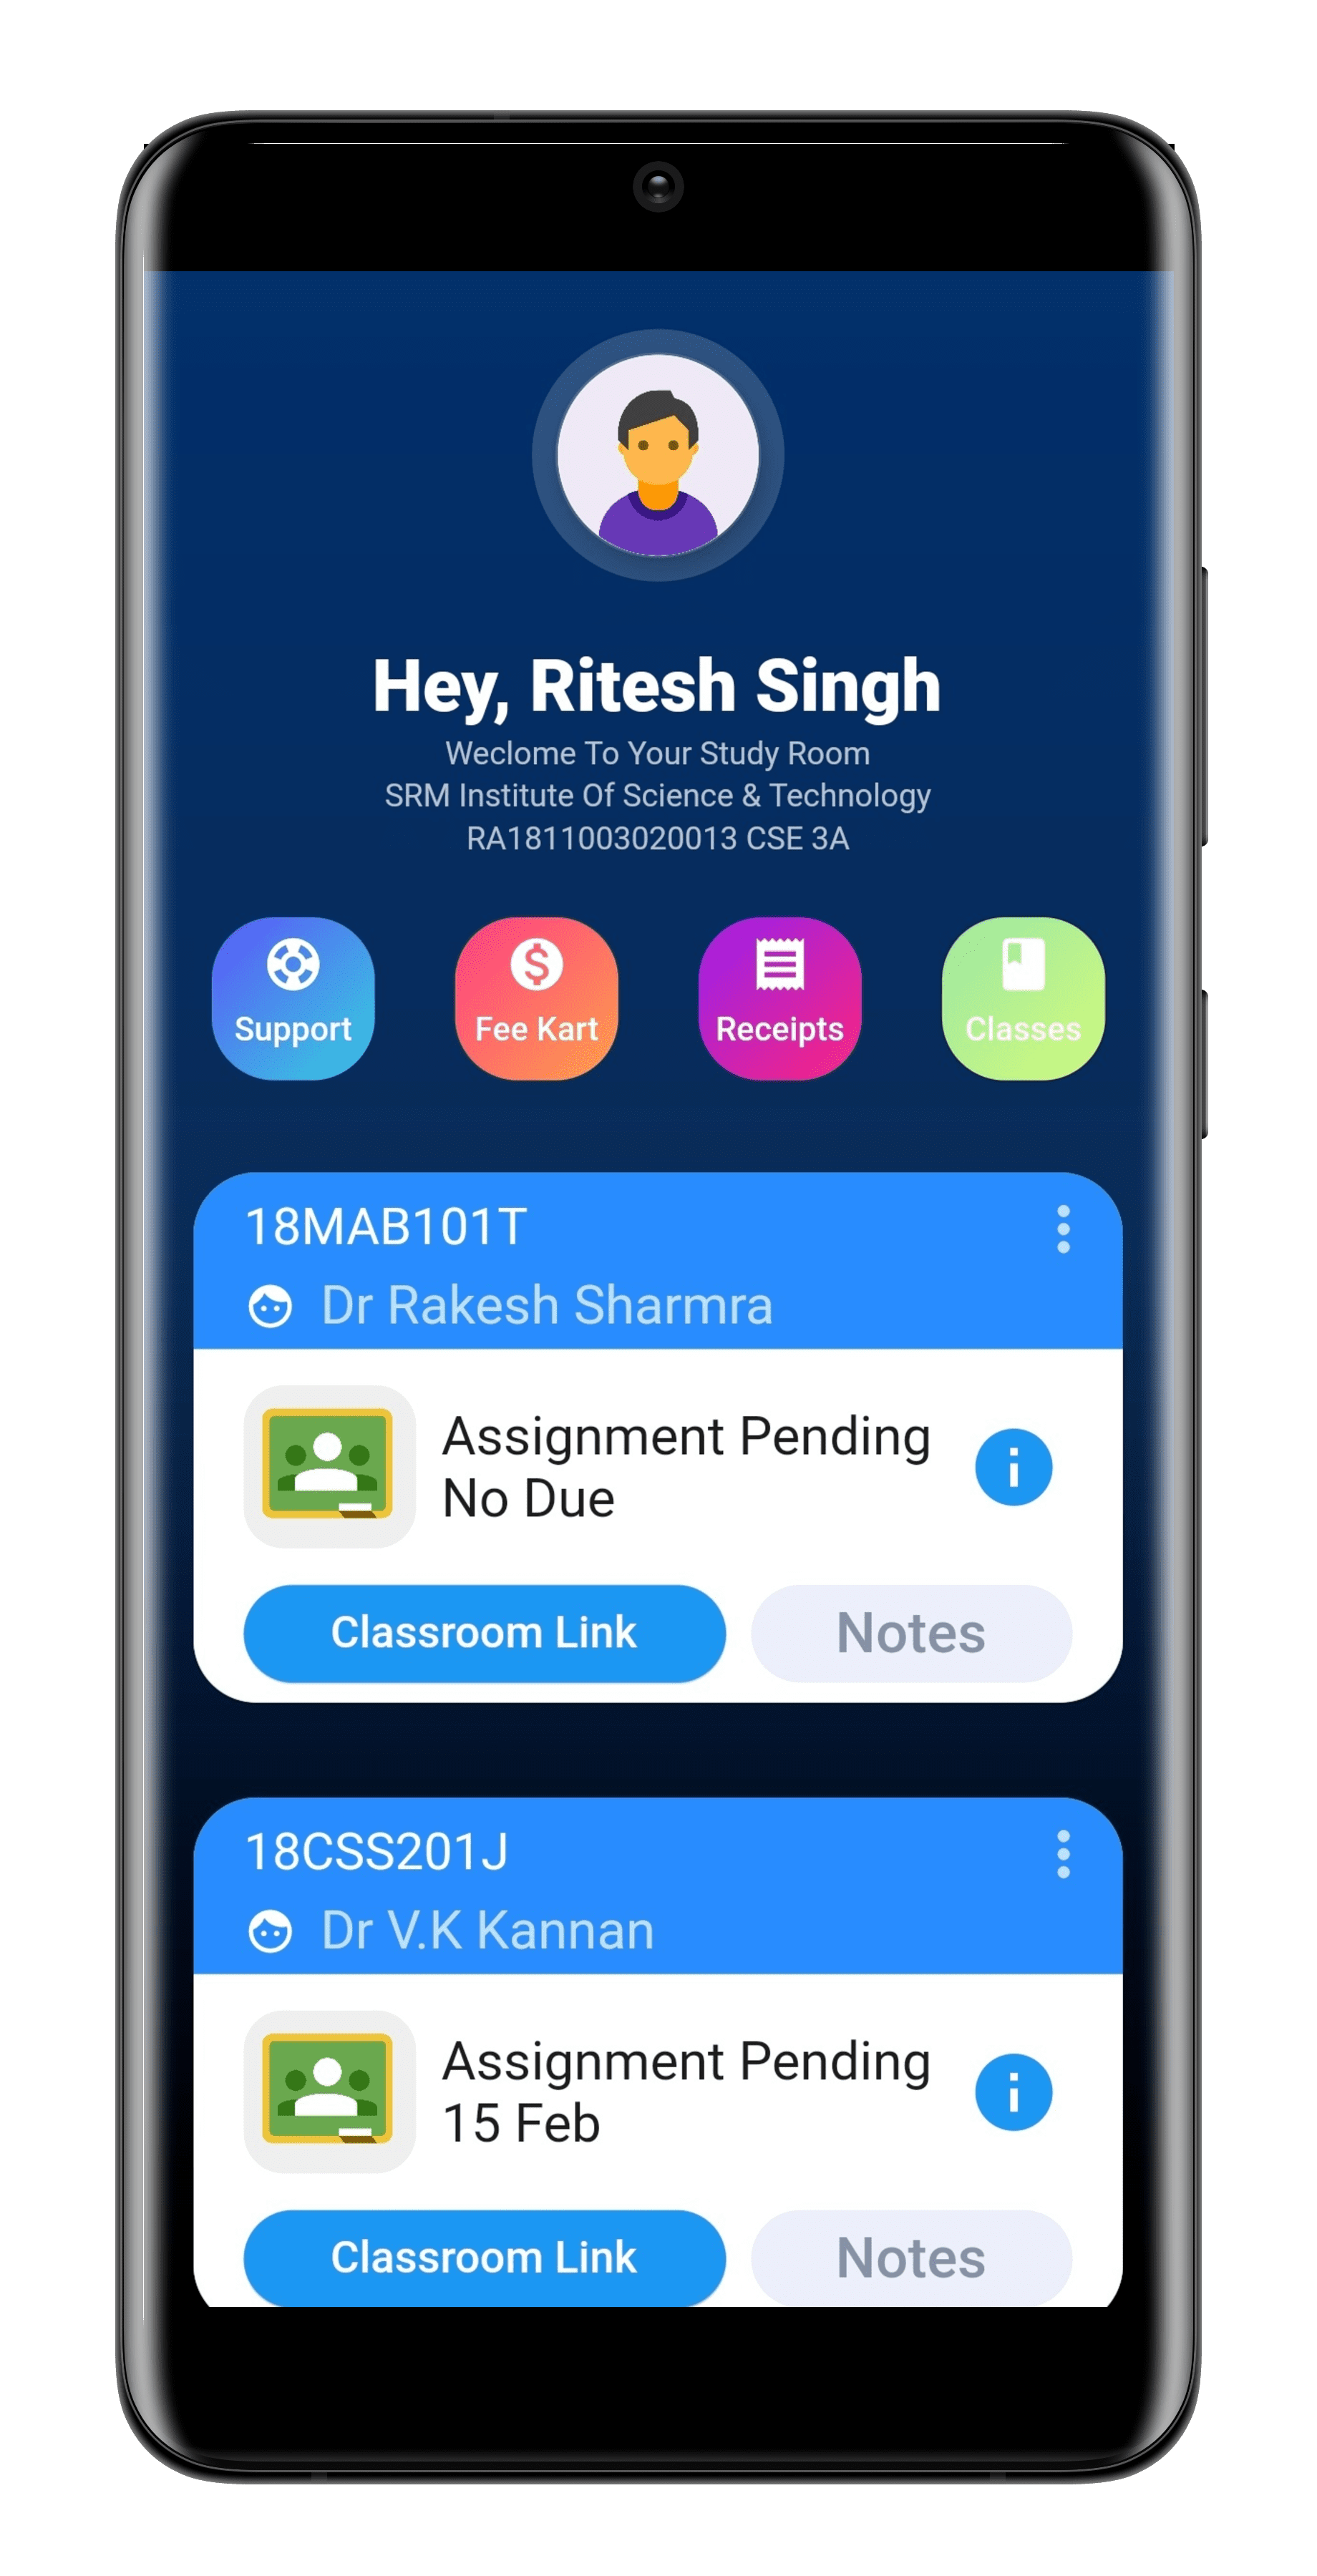 Hey, Ritesh Singh
Weclome To Your Study Room
SRM Institute Of Science & Technology
RA1811003020013 CSE 3A
Support
Fee Kart
Receipts
Classes
18MAB101T
Dr Rakesh Sharmra
Assignment Pending
No Due
Classroom Link
Notes
18CSS201J
Dr V.K Kannan
Assignment Pending
15 Feb
Classroom Link
Notes